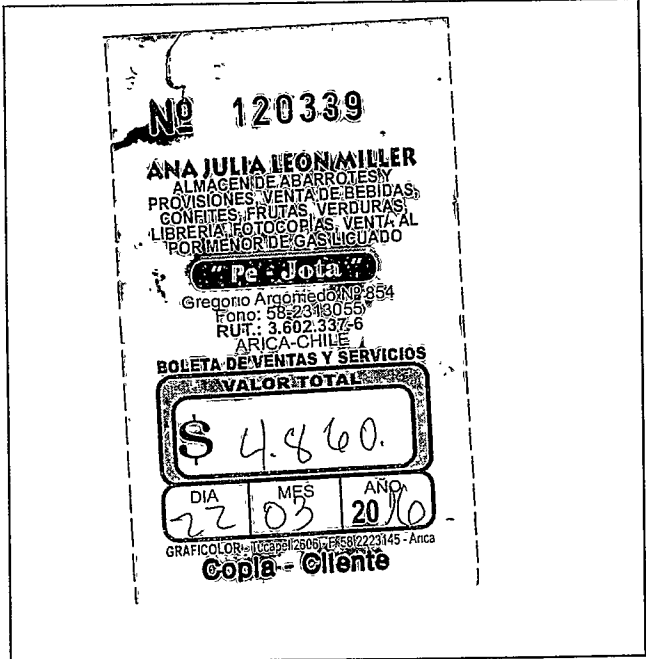 Nº 120339
ANA JULIA LEON MILLER
ALMACEN DE ABARROTES Y
PROVISIONES, VENTA DE BEBIDAS,
CONFITES, FRUTAS, VERDURAS,
LIBRERIA, FOTOCOPIAS, VENTA AL
POR MENOR DE GAS LICUADO
"Pe - Jota"
Gregorio Argomedo Nº 854
Fono: 58-2313055
RUT.: 3.602.337-6
ARICA-CHILE
BOLETA DE VENTAS Y SERVICIOS
VALOR TOTAL
$ 4.860.
DIA MES AÑO
22 03 2016
GRAFICOLOR - Tucapel 2606 - F: 58 2223145 - Arica
Copia - Cliente